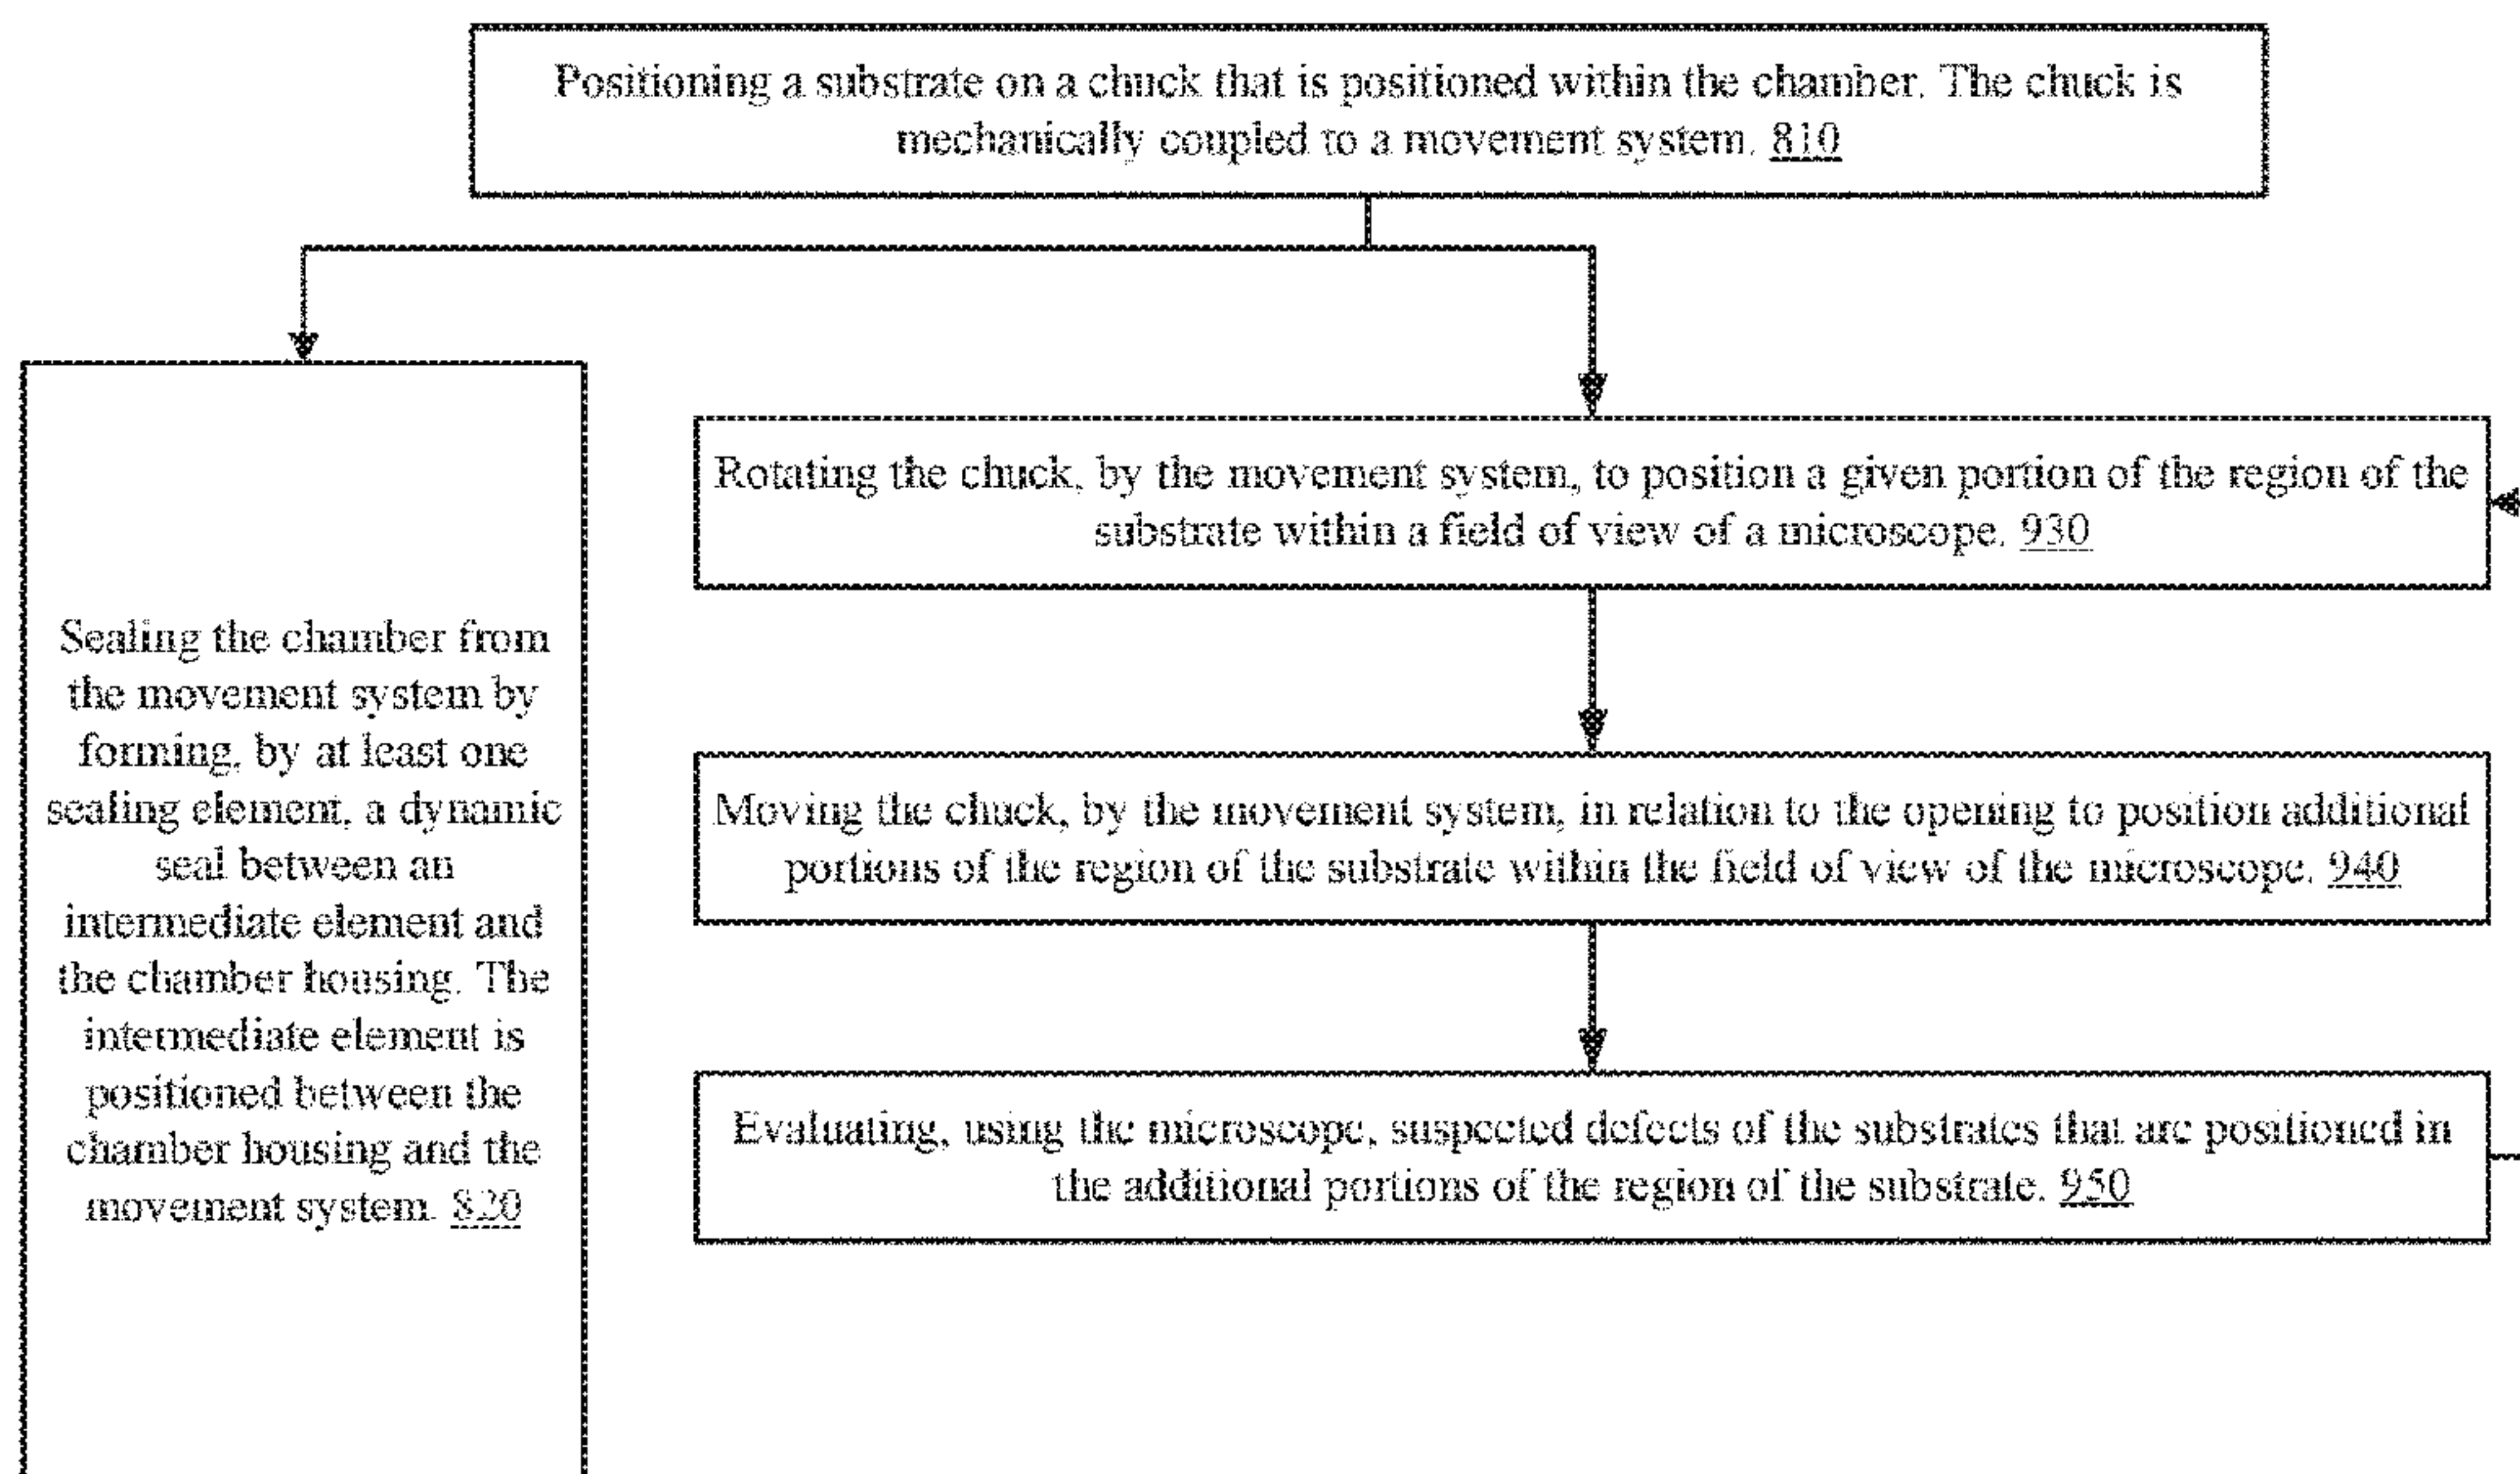 Positioning a substrate on a chuck that is positioned within the chamber. The chuck is
mechanically coupled to a movement system. 810
Sealing the chamber from
the movement system by
forming, by at least one
sealing element, a dynamic
seal between an
intermediate element and
the chamber housing. The
intermediate element is
positioned between the
chamber housing and the
movement system. 820
Rotating the chuck, by the movement system, to position a given portion of the region of the
substrate within a field of view of a microscope. 930
Moving the chuck, by the movement system, in relation to the opening to position additional
portions of the region of the substrate within the field of view of the microscope. 940
Evaluating, using the microscope, suspected defects of the substrates that are positioned in
the additional portions of the region of the substrate. 950